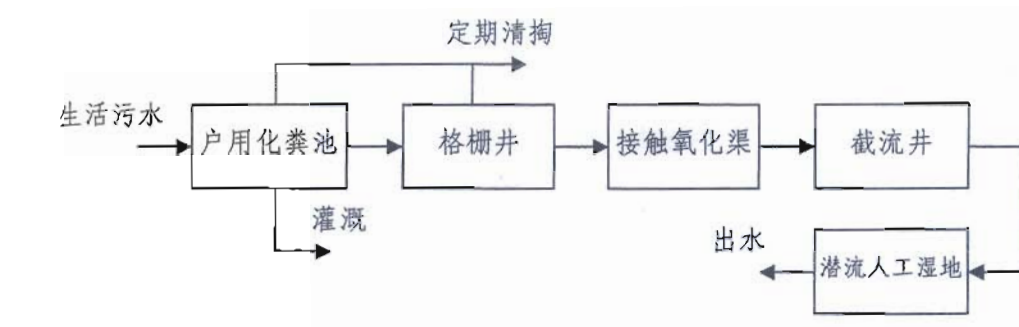 定期清掏
生活污水
户用化粪池
格栅井
接触氧化渠
截流井
灌溉
出水
潜流人工湿地